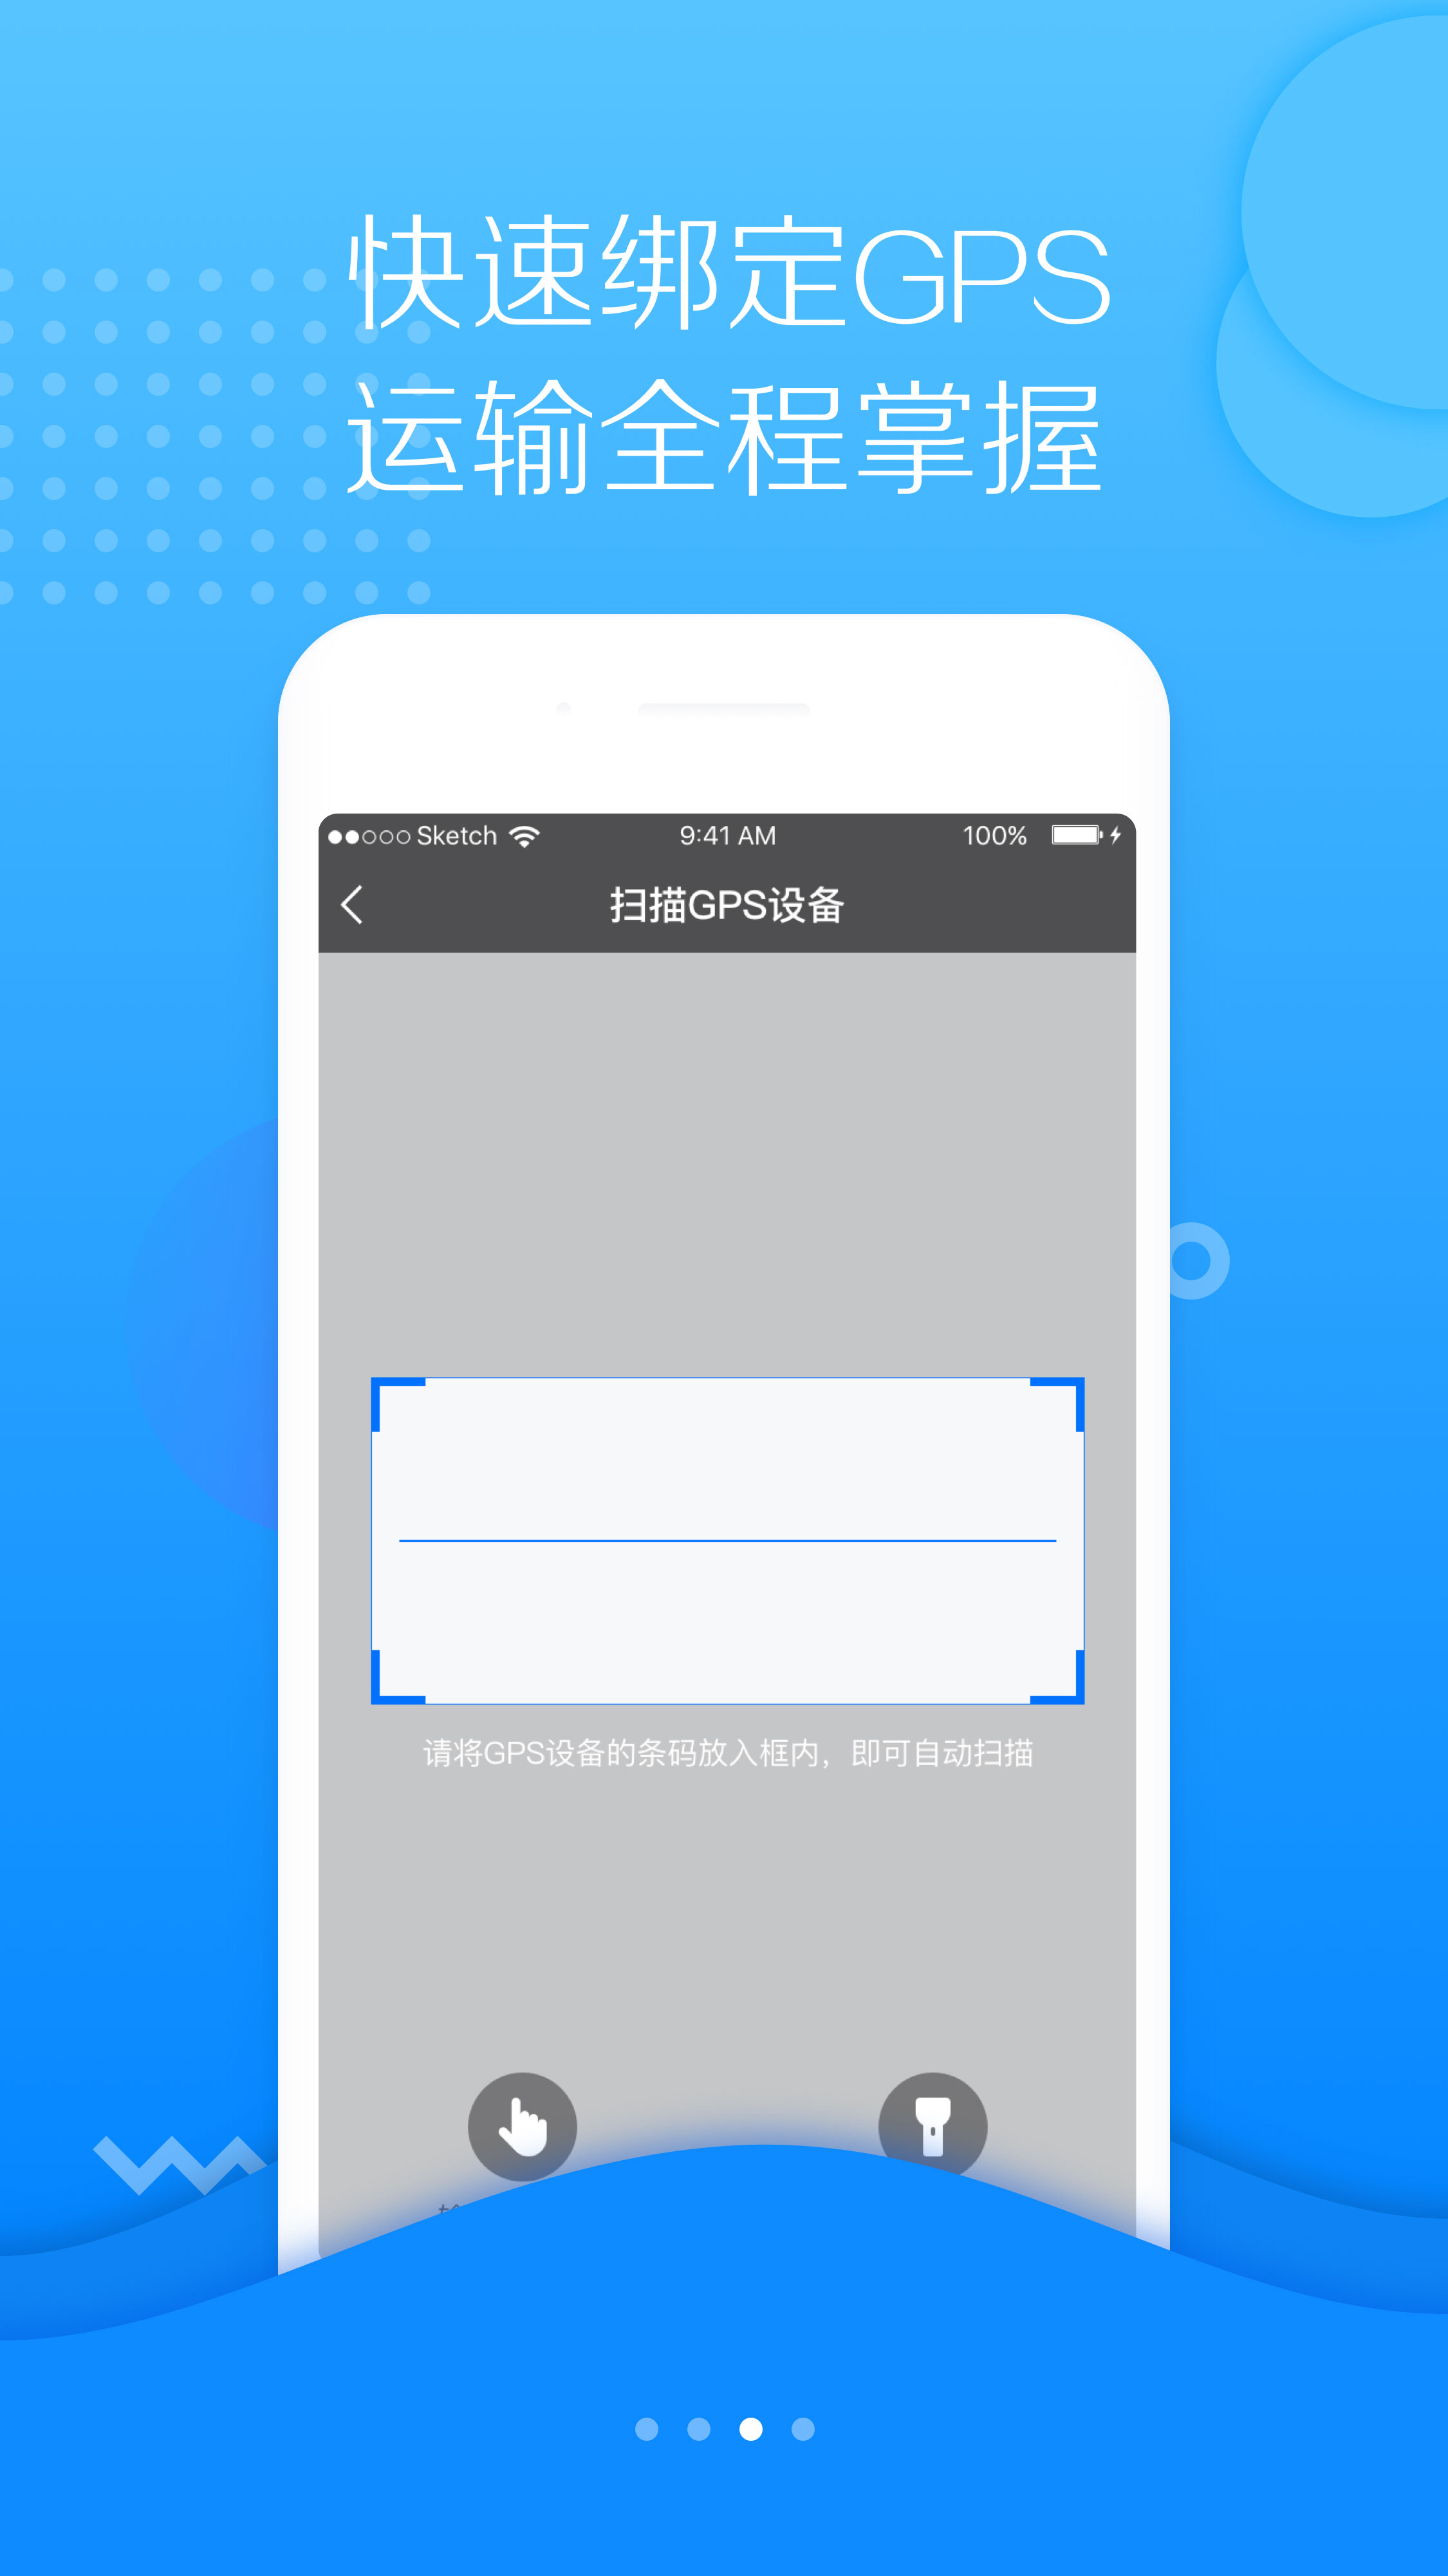 快速绑定GPS
运输全程掌握
Sketch 9:41 AM 100%
扫描GPS设备
请将GPS设备的条码放入框内，即可自动扫描